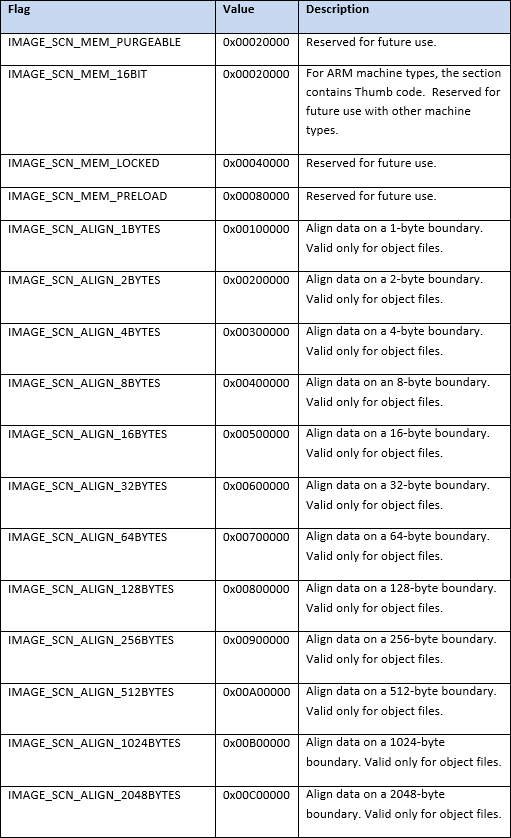 Flag Value Description
IMAGE_SCN_MEM_PURGEABLE 0x00020000 Reserved for future use.
IMAGE_SCN_MEM_16BIT 0x00020000 For ARM machine types, the section
contains Thumb code.  Reserved for
future use with other machine
types.
IMAGE_SCN_MEM_LOCKED 0x00040000 Reserved for future use.
IMAGE_SCN_MEM_PRELOAD 0x00080000 Reserved for future use.
IMAGE_SCN_ALIGN_1BYTES 0x00100000 Align data on a 1-byte boundary.
Valid only for object files.
IMAGE_SCN_ALIGN_2BYTES 0x00200000 Align data on a 2-byte boundary.
Valid only for object files.
IMAGE_SCN_ALIGN_4BYTES 0x00300000 Align data on a 4-byte boundary.
Valid only for object files.
IMAGE_SCN_ALIGN_8BYTES 0x00400000 Align data on an 8-byte boundary.
Valid only for object files.
IMAGE_SCN_ALIGN_16BYTES 0x00500000 Align data on a 16-byte boundary.
Valid only for object files.
IMAGE_SCN_ALIGN_32BYTES 0x00600000 Align data on a 32-byte boundary.
Valid only for object files.
IMAGE_SCN_ALIGN_64BYTES 0x00700000 Align data on a 64-byte boundary.
Valid only for object files.
IMAGE_SCN_ALIGN_128BYTES 0x00800000 Align data on a 128-byte boundary.
Valid only for object files.
IMAGE_SCN_ALIGN_256BYTES 0x00900000 Align data on a 256-byte boundary.
Valid only for object files.
IMAGE_SCN_ALIGN_512BYTES 0x00A00000 Align data on a 512-byte boundary.
Valid only for object files.
IMAGE_SCN_ALIGN_1024BYTES 0x00B00000 Align data on a 1024-byte
boundary. Valid only for object files.
IMAGE_SCN_ALIGN_2048BYTES 0x00C00000 Align data on a 2048-byte
boundary. Valid only for object files.